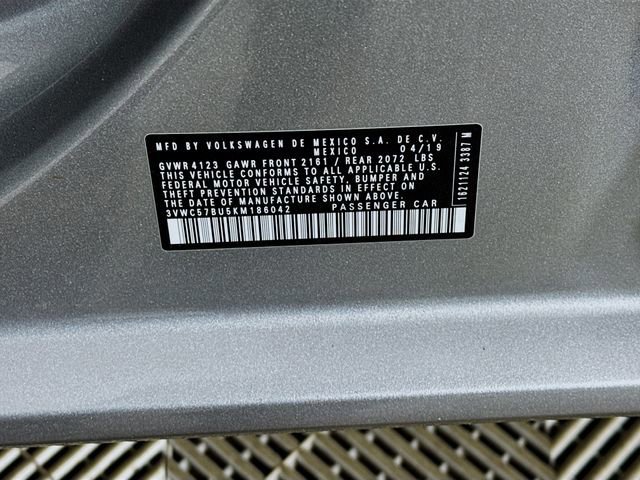 MFD BY VOLKSWAGEN DE MEXICO S.A. DE C.V.
MEXICO 04/19
GVWR 4123 GAWR FRONT 2161 / REAR 2072 LBS
THIS VEHICLE CONFORMS TO ALL APPLICABLE U.S.
FEDERAL MOTOR VEHICLE SAFETY, BUMPER AND
THEFT PREVENTION STANDARDS IN EFFECT ON
THE DATE OF MANUFACTURE SHOWN ABOVE.
3VWC57BU5KM186042 PASSENGER CAR
1621124 3387 M